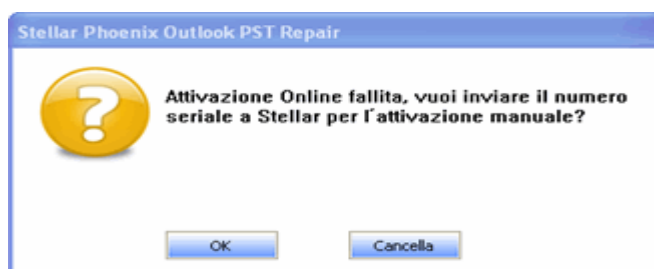 Stellar Phoenix Outlook PST Repair
Attivazione Online fallita, vuoi inviare il numero
seriale a Stellar per l´attivazione manuale?
OK
Cancella